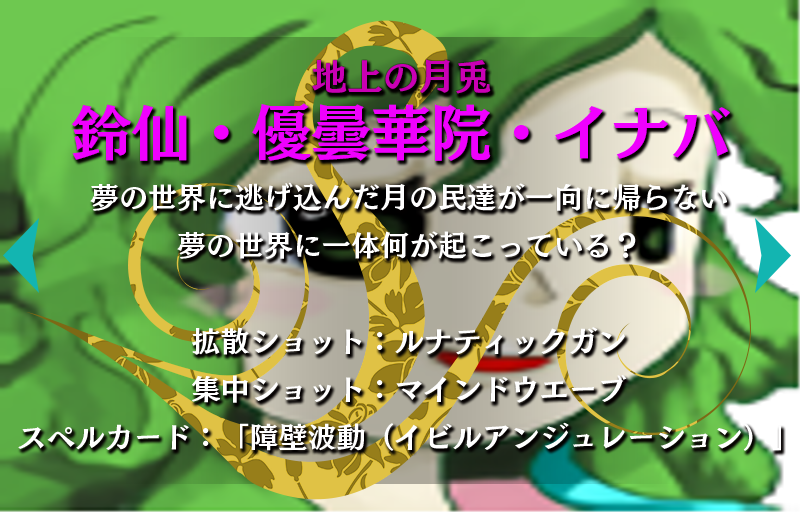 地上の月兎
鈴仙・優曇華院・イナバ
夢の世界に逃げ込んだ月の民達が一向に帰らない
夢の世界に一体何が起こっている？
拡散ショット：ルナティックガン
集中ショット：マインドウエーブ
スペルカード：「障壁波動（イビルアンジュレーション）」